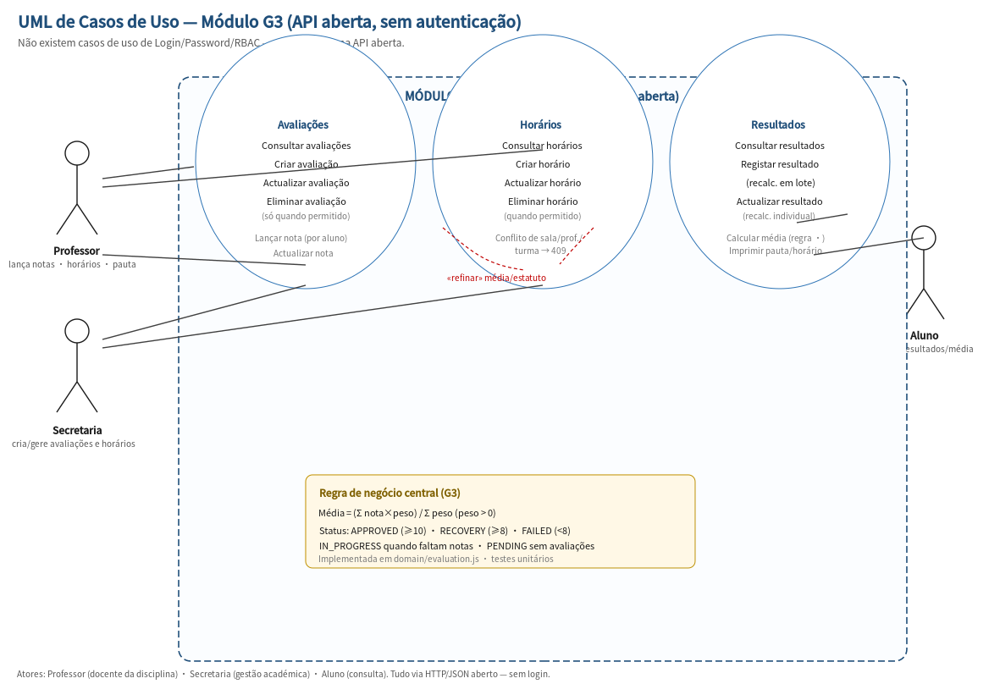 UML de Casos de Uso — Módulo G3 (API aberta, sem autenticação)
Não existem casos de uso de Login/Password/RBAC API aberta.
aberta)
Avaliações
Consultar avaliações
Criar avaliação
Actualizar avaliação
Eliminar avaliação
(só quando permitido)
Lançar nota (por aluno)
Actualizar nota
Horários
Consultar horários
Criar horário
Actualizar horário
Eliminar horário
(quando permitido)
Conflito de sala/prof./
turma → 409
«refinar» média/estatuto
Resultados
Consultar resultados
Registar resultado
(recalc. em lote)
Actualizar resultado
(recalc. individual)
Calcular média (regra ・)
Imprimir pauta/horário
Professor
lança notas ・ horários ・ pauta
Secretaria
cria/gere avaliações e horários
Aluno
esultados/média
Regra de negócio central (G3)
Média = (Σ nota×peso) / Σ peso (peso > 0)
Status: APPROVED (≥10) ・ RECOVERY (≥8) ・ FAILED (<8)
IN_PROGRESS quando faltam notas ・ PENDING sem avaliações
Implementada em domain/evaluation.js ・ testes unitários
Atores: Professor (docente da disciplina) ・ Secretaria (gestão académica) ・ Aluno (consulta). Tudo via HTTP/JSON aberto — sem login.